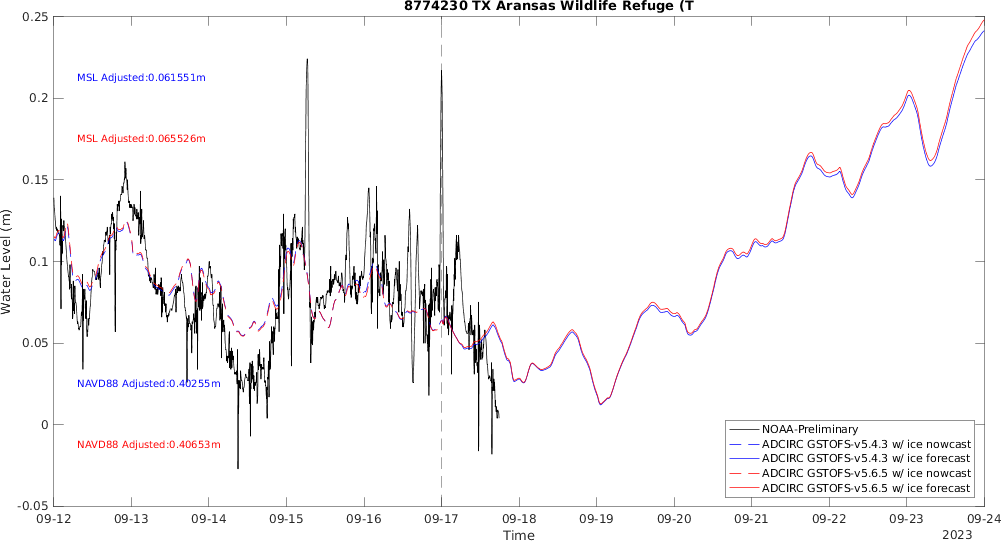 8774230 TX Aransas Wildlife Refuge (T
0.25
0.2
0.15
0.1
0.05
0
-0.05
Water Level (m)
MSL Adjusted:0.061551m
MSL Adjusted:0.065526m
NAVD88 Adjusted:0.40255m
NAVD88 Adjusted:0.40653m
NOAA-Preliminary
ADCIRC GSTOFS-v5.4.3 w/ ice nowcast
ADCIRC GSTOFS-v5.4.3 w/ ice forecast
ADCIRC GSTOFS-v5.6.5 w/ ice nowcast
ADCIRC GSTOFS-v5.6.5 w/ ice forecast
09-12 09-13 09-14 09-15 09-16 09-17 09-18 09-19 09-20 09-21 09-22 09-23 09-24
Time
2023